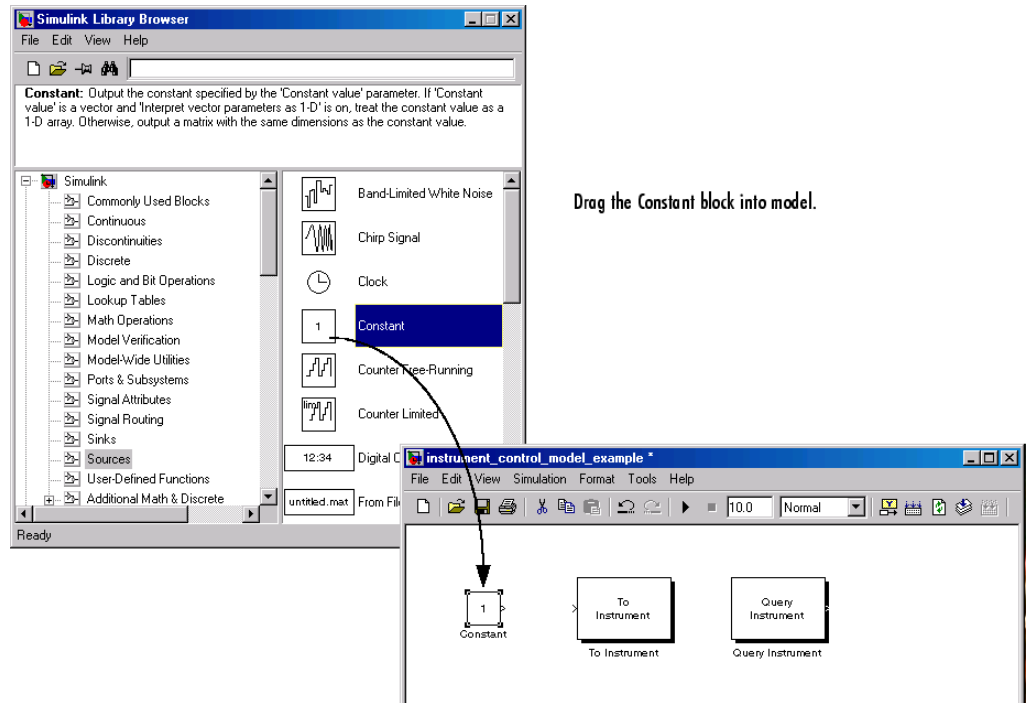 Simulink Library Browser
File Edit View Help
Constant: Output the constant specified by the 'Constant value' parameter. If 'Constant
value' is a vector and 'Interpret vector parameters as 1-D' is on, treat the constant value as a
1-D array. Otherwise, output a matrix with the same dimensions as the constant value.
Simulink
Commonly Used Blocks
Continuous
Discontinuities
Discrete
Logic and Bit Operations
Lookup Tables
Math Operations
Model Verification
Model-Wide Utilities
Ports & Subsystems
Signal Attributes
Signal Routing
Sinks
Sources
User-Defined Functions
Additional Math & Discrete
Band-Limited White Noise
Chirp Signal
Clock
1 Constant
Counter Free-Running
lim Counter Limited
12:34 Digital C
untitled.mat From File
Ready
Drag the Constant block into model.
instrument_control_model_example *
File Edit View Simulation Format Tools Help
10.0 Normal
1
Constant
To
Instrument
To Instrument
Query
Instrument
Query Instrument